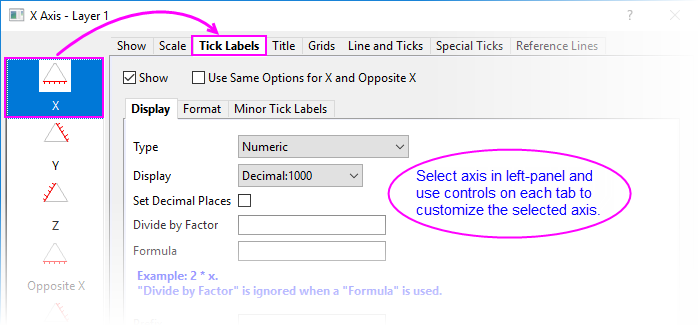 X Axis - Layer 1
Show Scale Tick Labels Title Grids Line and Ticks Special Ticks Reference Lines
Show Use Same Options for X and Opposite X
X
Y
Z
Opposite X
Display Format Minor Tick Labels
Type Numeric
Display Decimal:1000
Set Decimal Places
Divide by Factor
Formula
Example: 2 * x.
"Divide by Factor" is ignored when a "Formula" is used.
Select axis in left-panel and
use controls on each tab to
customize the selected axis.